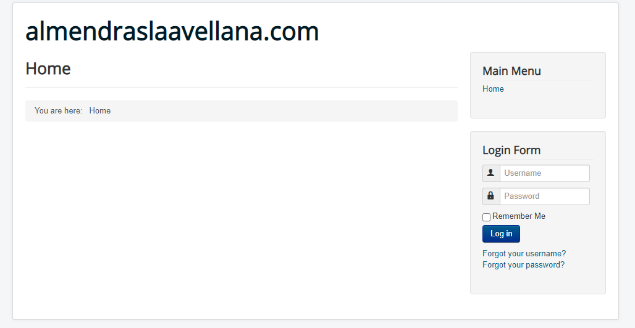 almendraslaavellana.com
Home
You are here: Home
Main Menu
Home
Login Form
Username
Password
Remember Me
Log in
Forgot your username?
Forgot your password?